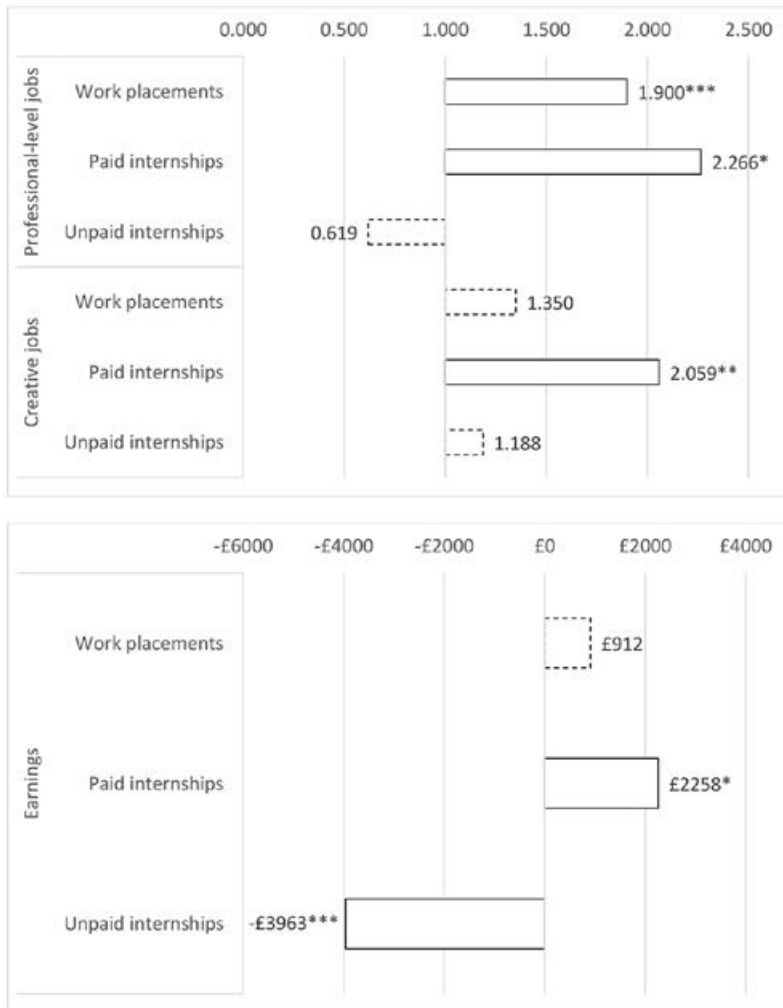 0.000 0.500 1.000 1.500 2.000 2.500
Professional-level jobs
Work placements 1.900***
Paid internships 2.266*
Unpaid internships 0.619
Creative jobs
Work placements 1.350
Paid internships 2.059**
Unpaid internships 1.188
-£6000 -£4000 -£2000 £0 £2000 £4000
Earnings
Work placements £912
Paid internships £2258*
Unpaid internships -£3963***